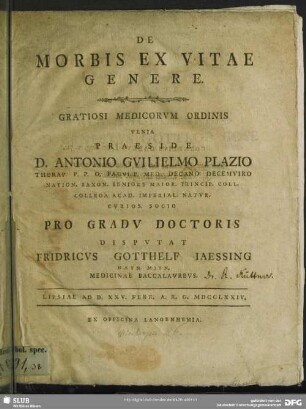 DE
MORBIS EX VITAE
GENERE.
GRATIOSI MEDICORVM ORDINIS
VENIA
PRAESIDE
D. ANTONIO GVILIELMO PLAZIO
THERAP. P. P. O. FACVLT. MED. DECANO DECEMVIRO
NATION. SAXON. SENIORE MAIOR. PRINCIP. COLL.
COLLEGA ACAD. IMPERIAL. NATVR.
CVRIOS. SOCIO
PRO GRADV DOCTORIS
DISPVTAT
FRIDRICVS GOTTHELF IAESSING
MEDICINAE BACCALAVREVS.
LIPSIAE AD D. XXV. FEBR. A. R. G. MDCCLXXIV.
EX OFFICINA LANGENHEMIA.
SLUB
DFG